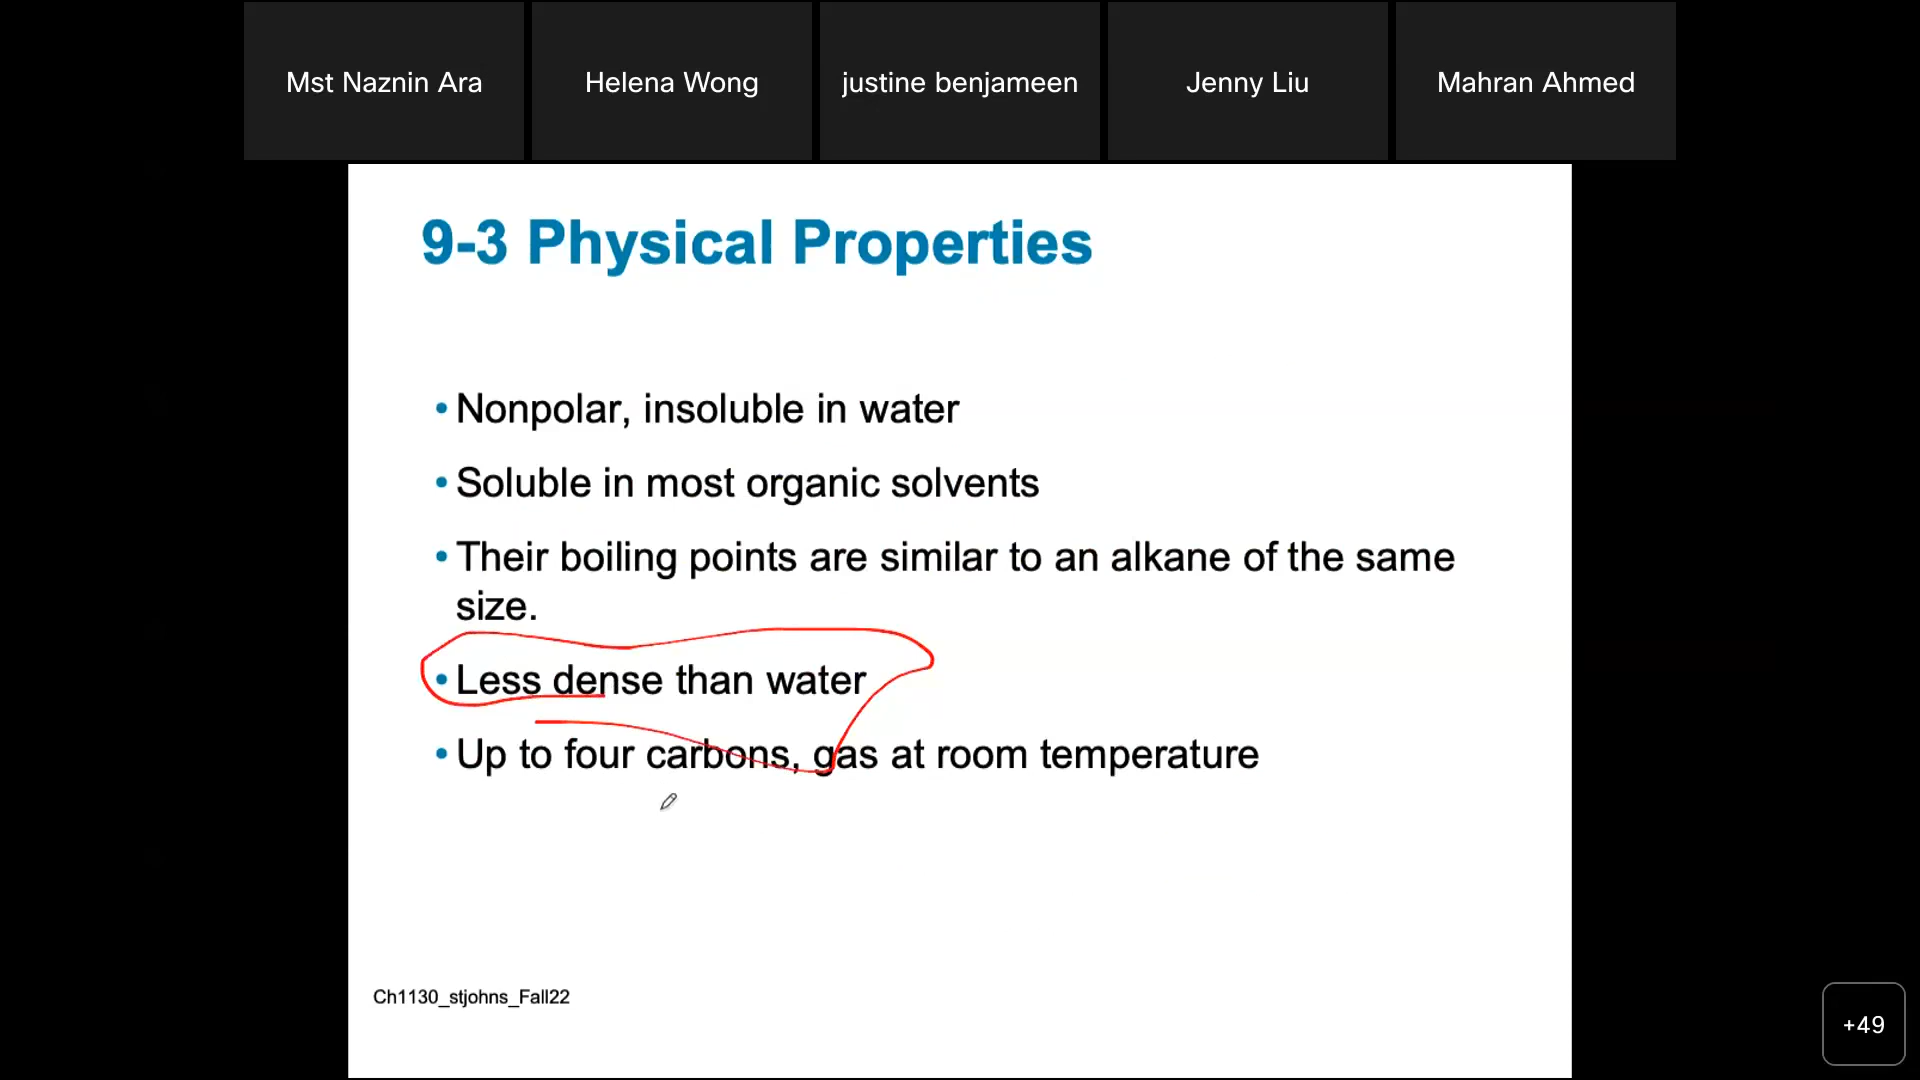 Mst Naznin Ara
Helena Wong
justine benjameen
Jenny Liu
Mahran Ahmed
9-3 Physical Properties
• Nonpolar, insoluble in water
• Soluble in most organic solvents
• Their boiling points are similar to an alkane of the same
size.
• Less dense than water
• Up to four carbons, gas at room temperature
Ch1130_stjohns_Fall22
+49